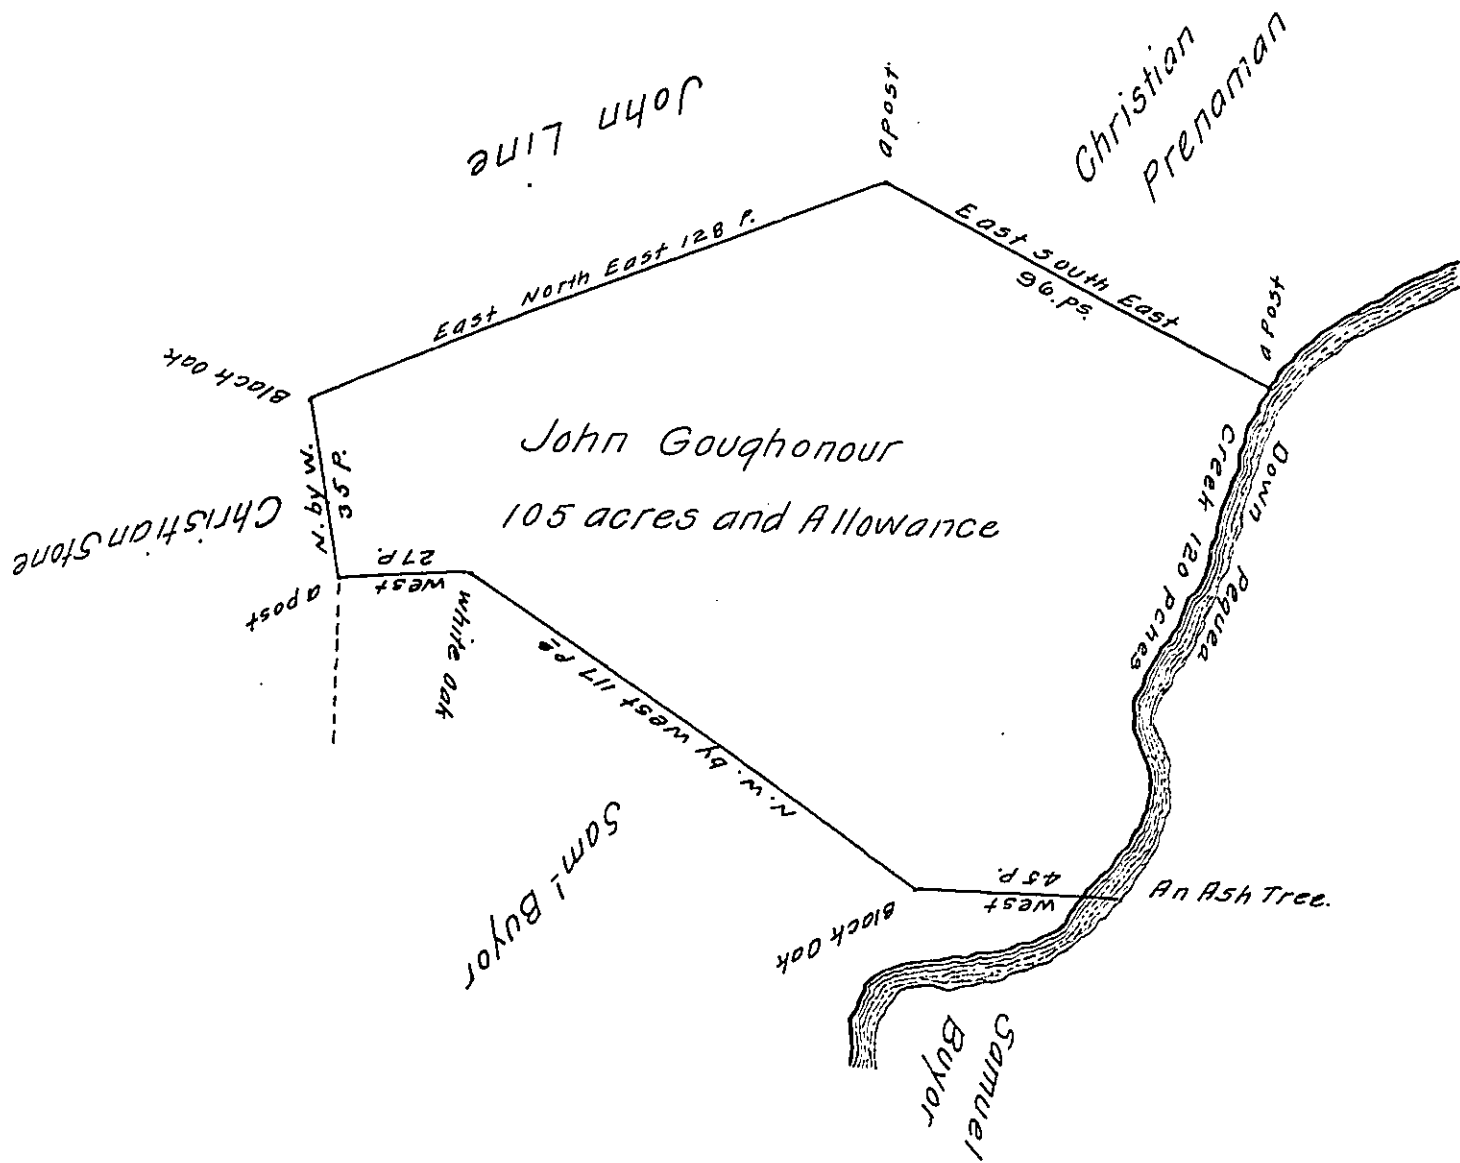 John Line
a post
Christian
Prenaman
East North East 128 P.
East South East
96. Ps.
a post
Black Oak
N. by W.
35 P.
Christian Stone
a post
West
27 P.
White Oak
John Goughonour
105 acres and Allowance
Down Pequea
Creek 120 Pches
N.W. by West 117 Ps
Sam! Buyor
Black Oak
West
45 P.
An Ash Tree.
Samuel
Buyor